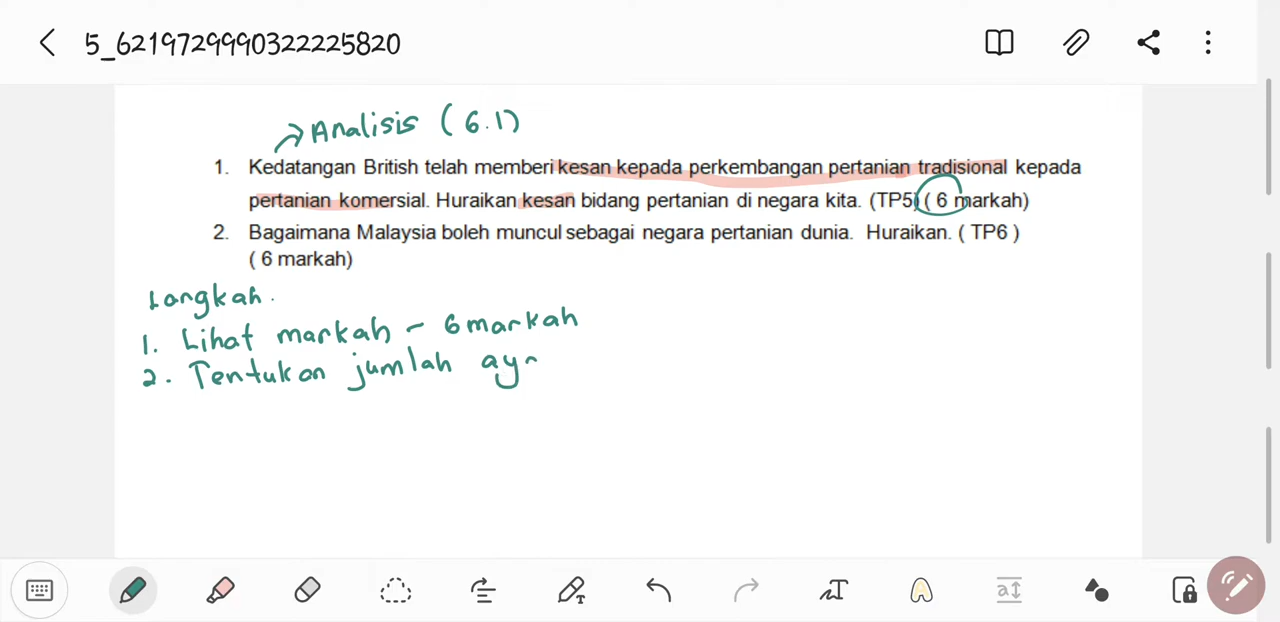 5_6219729990322225820
Analisis (6.1)
1. Kedatangan British telah memberi kesan kepada perkembangan pertanian tradisional kepada
pertanian komersial. Huraikan kesan bidang pertanian di negara kita. (TP5) ( 6 markah)
2. Bagaimana Malaysia boleh muncul sebagai negara pertanian dunia. Huraikan. ( TP6 )
( 6 markah)
Langkah.
1. Lihat markah - 6 markah
2. Tentukan jumlah ay